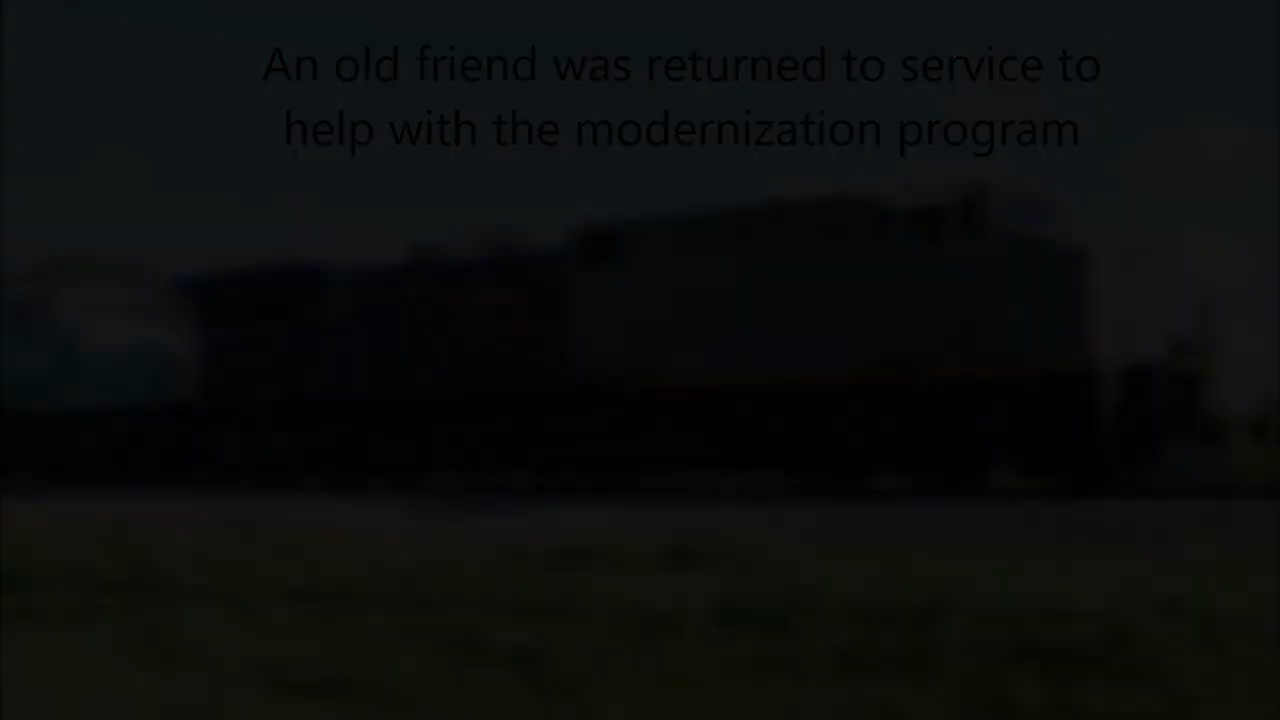 An old friend was returned to service to
help with the modernization program